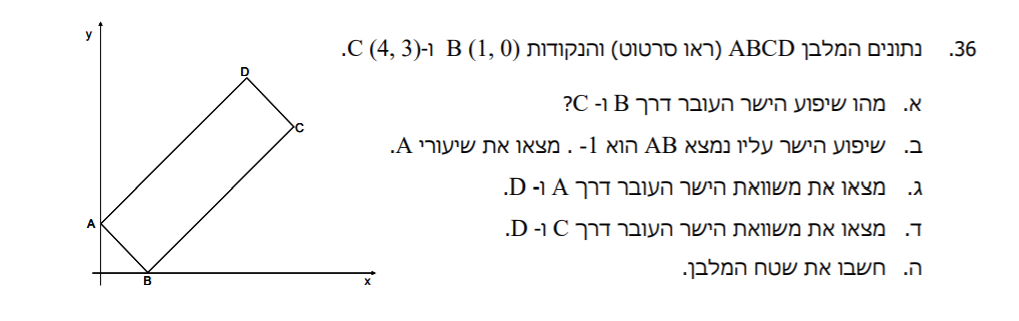 36. נתונים המלבן ABCD (ראו סרטוט) והנקודות B (1, 0) ו-C (4, 3).
א. מהו שיפוע הישר העובר דרך B ו- C?
ב. שיפוע הישר עליו נמצא AB הוא -1 . מצאו את שיעורי A.
ג. מצאו את משוואת הישר העובר דרך A ו- D.
ד. מצאו את משוואת הישר העובר דרך C ו- D.
ה. חשבו את שטח המלבן.
y
D
C
A
B
x